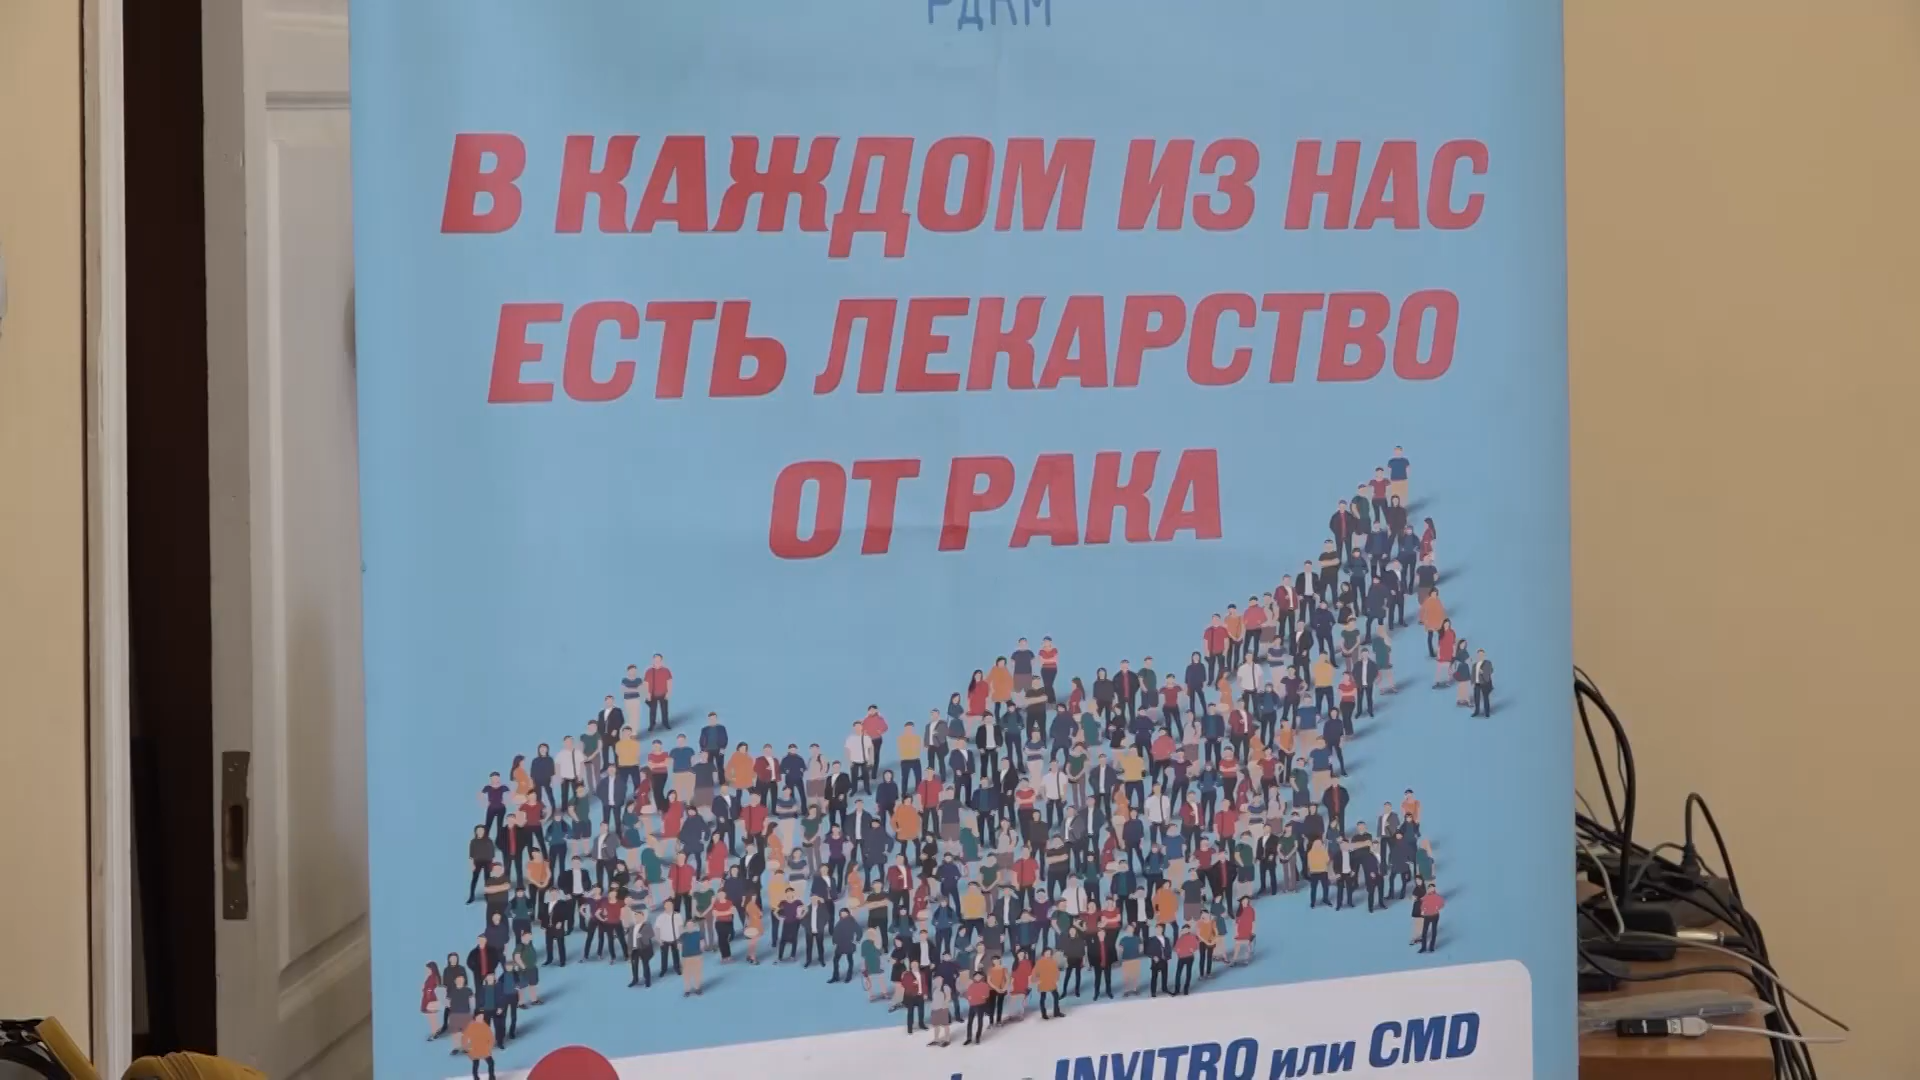 РДКМ
В КАЖДОМ ИЗ НАС
ЕСТЬ ЛЕКАРСТВО
ОТ РАКА
INVITRO или CMD